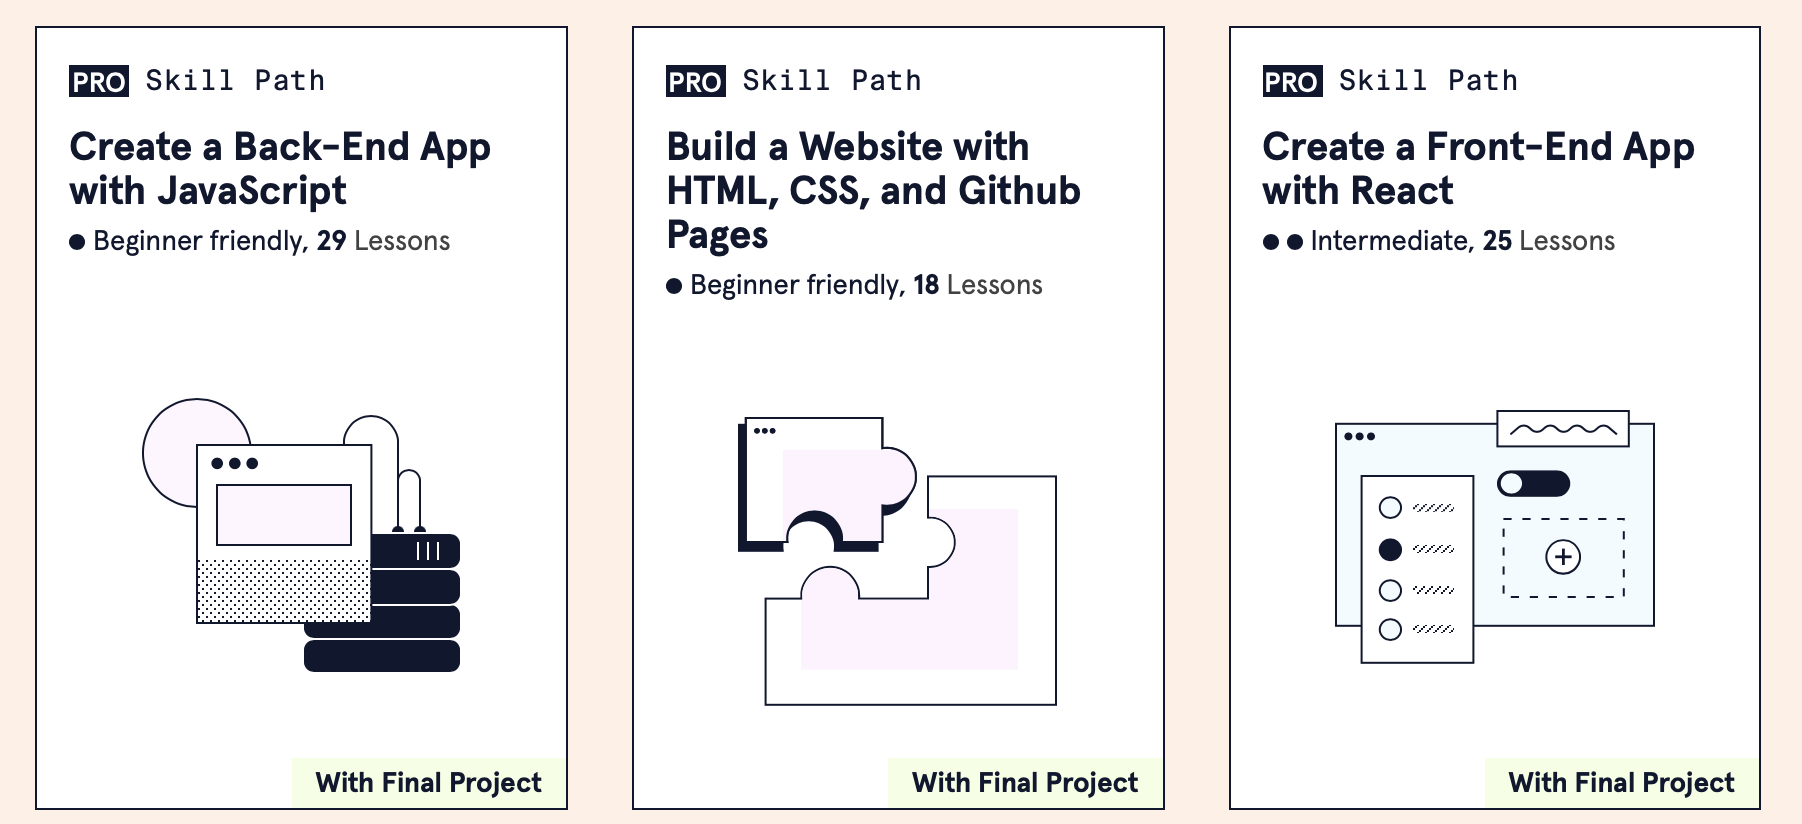 PRO Skill Path
Create a Back-End App
with JavaScript
Beginner friendly, 29 Lessons
With Final Project
PRO Skill Path
Build a Website with
HTML, CSS, and Github
Pages
Beginner friendly, 18 Lessons
With Final Project
PRO Skill Path
Create a Front-End App
with React
Intermediate, 25 Lessons
With Final Project